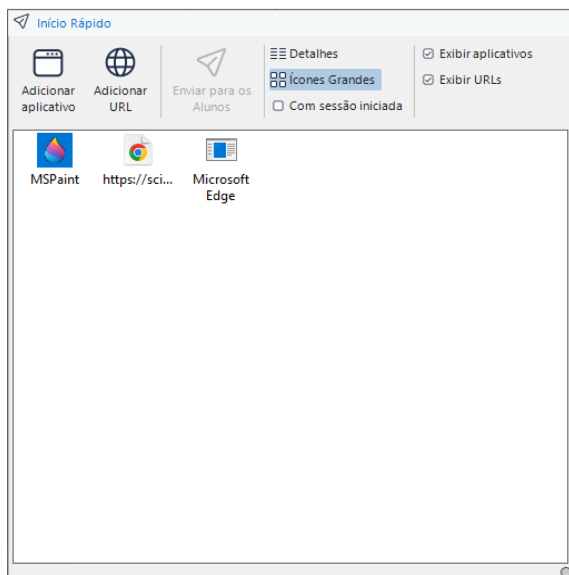 Início Rápido
Adicionar
aplicativo
Adicionar
URL
Enviar para os
Alunos
Detalhes
Ícones Grandes
Com sessão iniciada
Exibir aplicativos
Exibir URLs
MSPaint
https://sci...
Microsoft
Edge